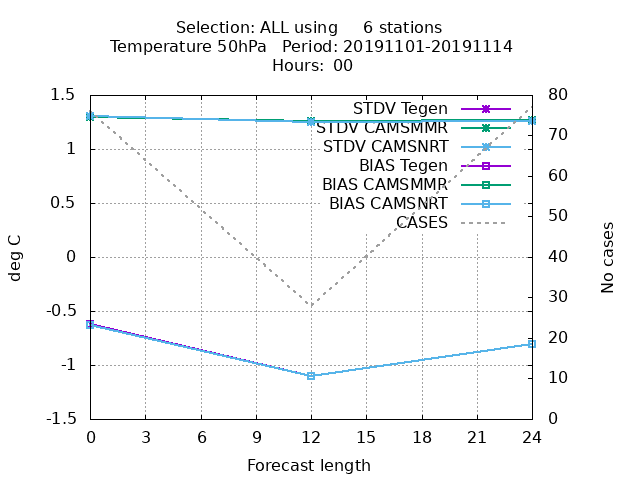 Selection: ALL using     6 stations
Temperature 50hPa   Period: 20191101-20191114
Hours:  00
1.5
1
0.5
0
-0.5
-1
-1.5
deg C
80
70
60
50
40
30
20
10
0
No cases
STDV Tegen
STDV CAMSMMR
STDV CAMSNRT
BIAS Tegen
BIAS CAMSMMR
BIAS CAMSNRT
CASES
0 3 6 9 12 15 18 21 24
Forecast length